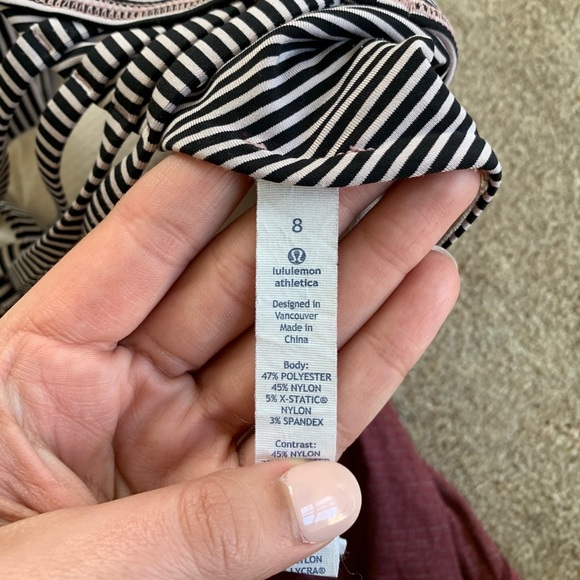 8
lululemon
athletica
Designed in
Vancouver
Made in
China
Body:
47% POLYESTER
45% NYLON
5% X-STATIC®
NYLON
3% SPANDEX
Contrast:
45% NYLON